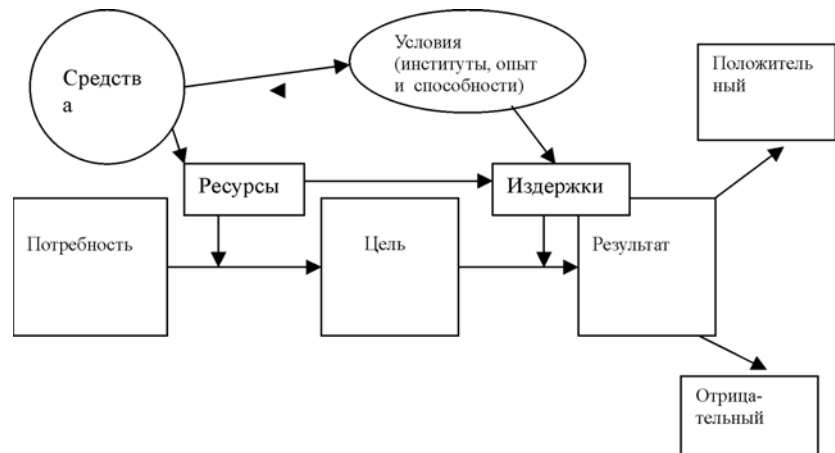 Средств
а
Условия
(институты, опыт
и способности)
Положитель
ный
Ресурсы
Издержки
Потребность
Цель
Результат
Отрица-
тельный